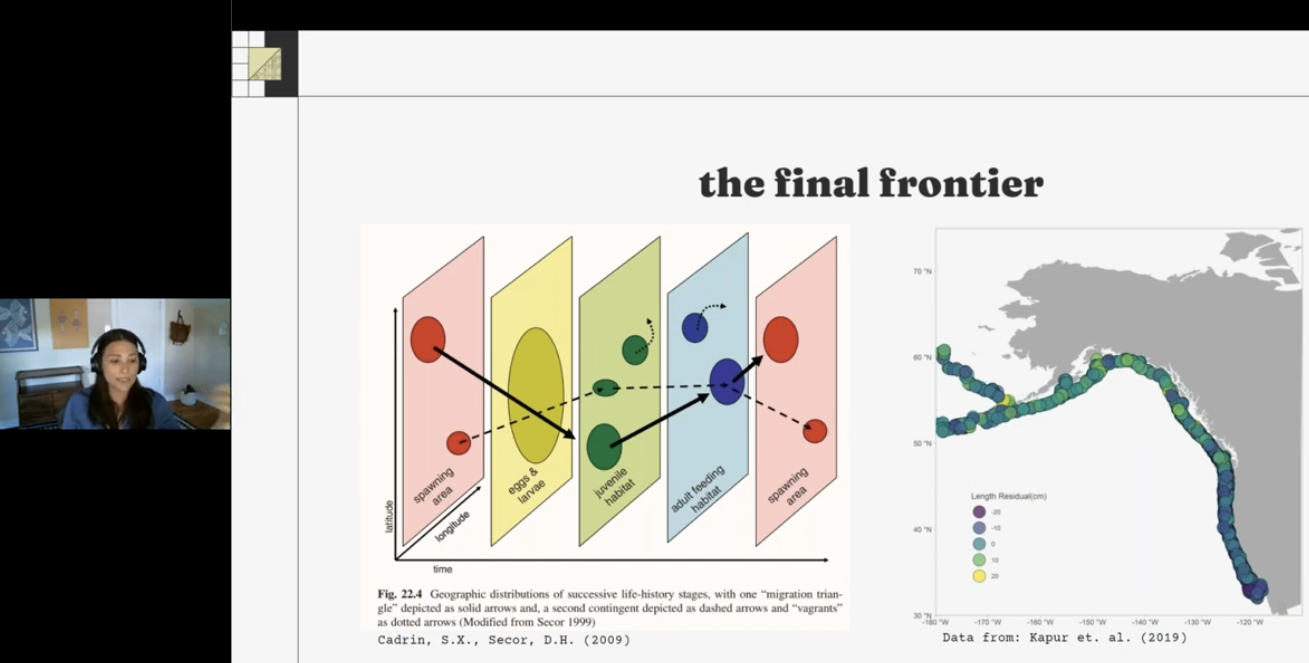 the final frontier
spawning
area
eggs &
larvae
juvenile
habitat
adult feeding
habitat
spawning
area
latitude
longitude
time
Fig. 22.4 Geographic distributions of successive life-history stages, with one “migration trian-
gle” depicted as solid arrows and, a second contingent depicted as dashed arrows and “vagrants”
as dotted arrows (Modified from Secor 1999)
Cadrin, S.X., Secor, D.H. (2009)
70 °N
60 °N
50 °N
40 °N
30 °N
Length Residual(cm)
-20
-10
0
10
20
-180 °W -170 °W -160 °W -150 °W -140 °W -130 °W -120 °W
Data from: Kapur et. al. (2019)